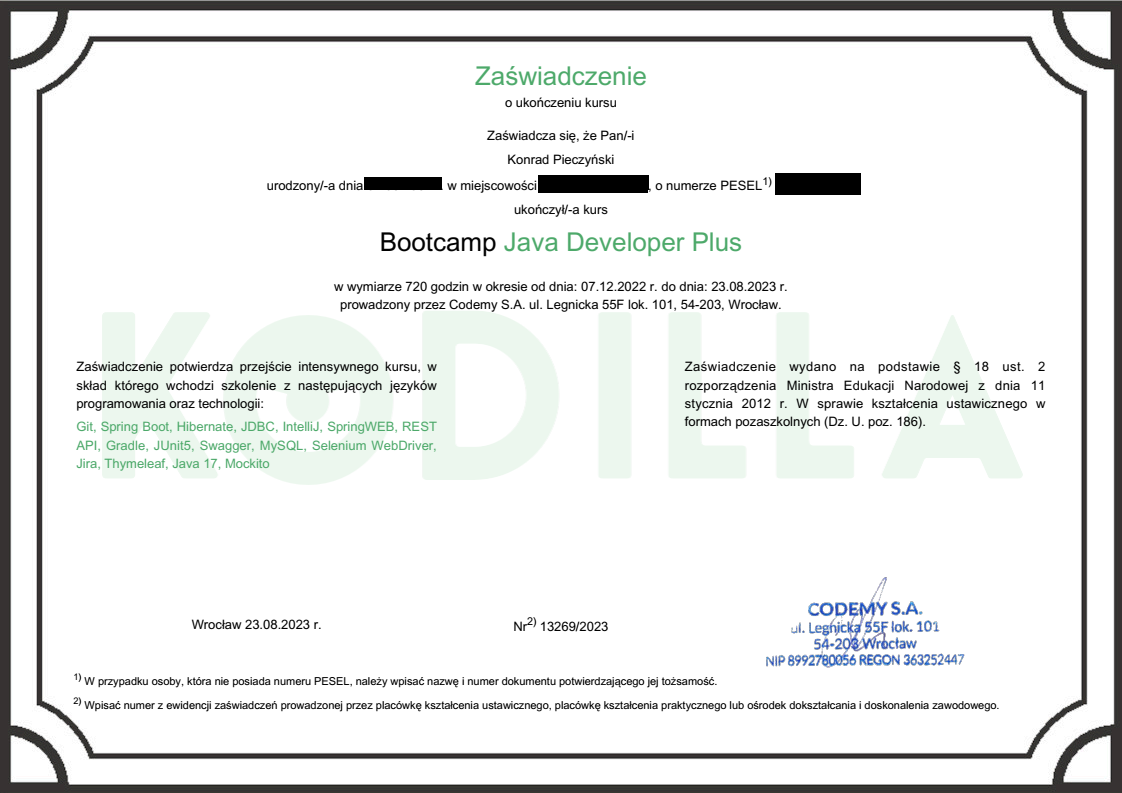 Zaświadczenie
o ukończeniu kursu
Zaświadcza się, że Pan/-i
Konrad Pieczyński
urodzony/-a dnia w miejscowości , o numerze PESEL1)
ukończył/-a kurs
Bootcamp Java Developer Plus
w wymiarze 720 godzin w okresie od dnia: 07.12.2022 r. do dnia: 23.08.2023 r.
prowadzony przez Codemy S.A. ul. Legnicka 55F lok. 101, 54-203, Wrocław.
KODILLA
Zaświadczenie potwierdza przejście intensywnego kursu, w
skład którego wchodzi szkolenie z następujących języków
programowania oraz technologii:
Git, Spring Boot, Hibernate, JDBC, IntelliJ, SpringWEB, REST
API, Gradle, JUnit5, Swagger, MySQL, Selenium WebDriver,
Jira, Thymeleaf, Java 17, Mockito
Zaświadczenie wydano na podstawie § 18 ust. 2
rozporządzenia Ministra Edukacji Narodowej z dnia 11
stycznia 2012 r. W sprawie kształcenia ustawicznego w
formach pozaszkolnych (Dz. U. poz. 186).
Wrocław 23.08.2023 r.
Nr2) 13269/2023
CODEMY S.A.
ul. Legnicka 55F lok. 101
54-203 Wrocław
NIP 8992780056 REGON 363252447
1) W przypadku osoby, która nie posiada numeru PESEL, należy wpisać nazwę i numer dokumentu potwierdzającego jej tożsamość.
2) Wpisać numer z ewidencji zaświadczeń prowadzonej przez placówkę kształcenia ustawicznego, placówkę kształcenia praktycznego lub ośrodek dokształcania i doskonalenia zawodowego.